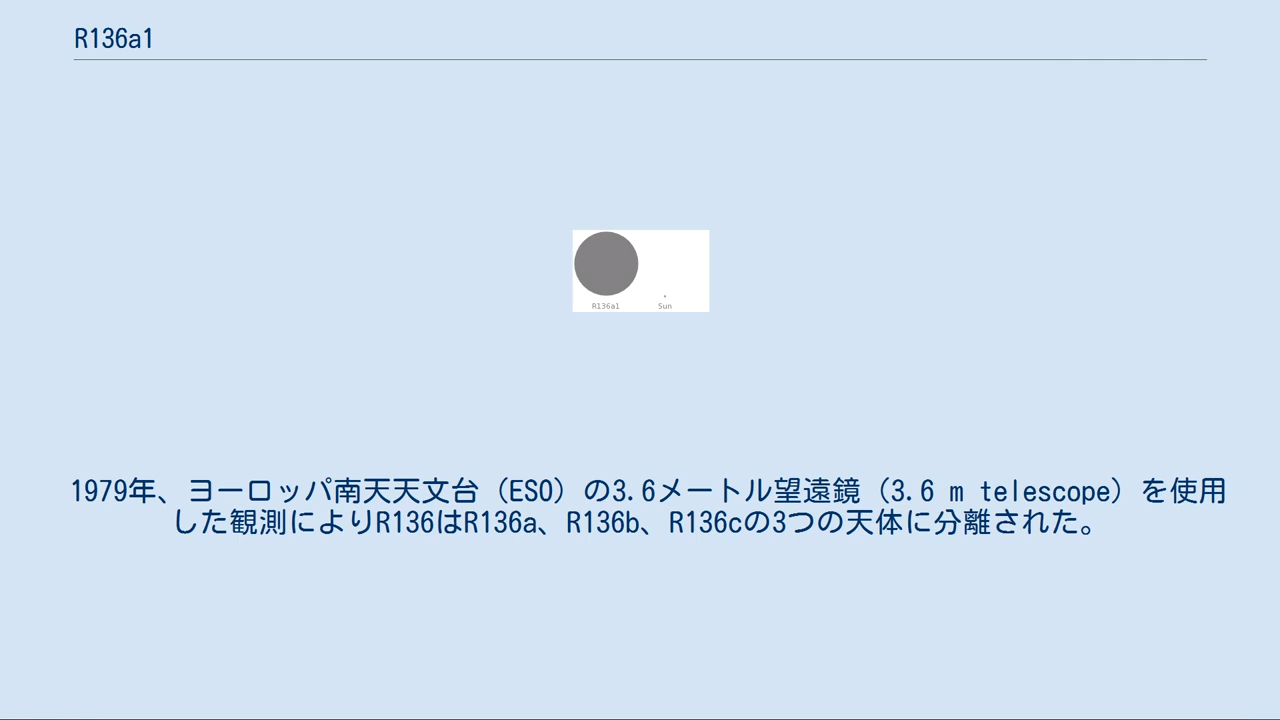 R136a1
R136a1
Sun
1979年、ヨーロッパ南天天文台（ESO）の3.6メートル望遠鏡（3.6 m telescope）を使用
した観測によりR136はR136a、R136b、R136cの3つの天体に分離された。